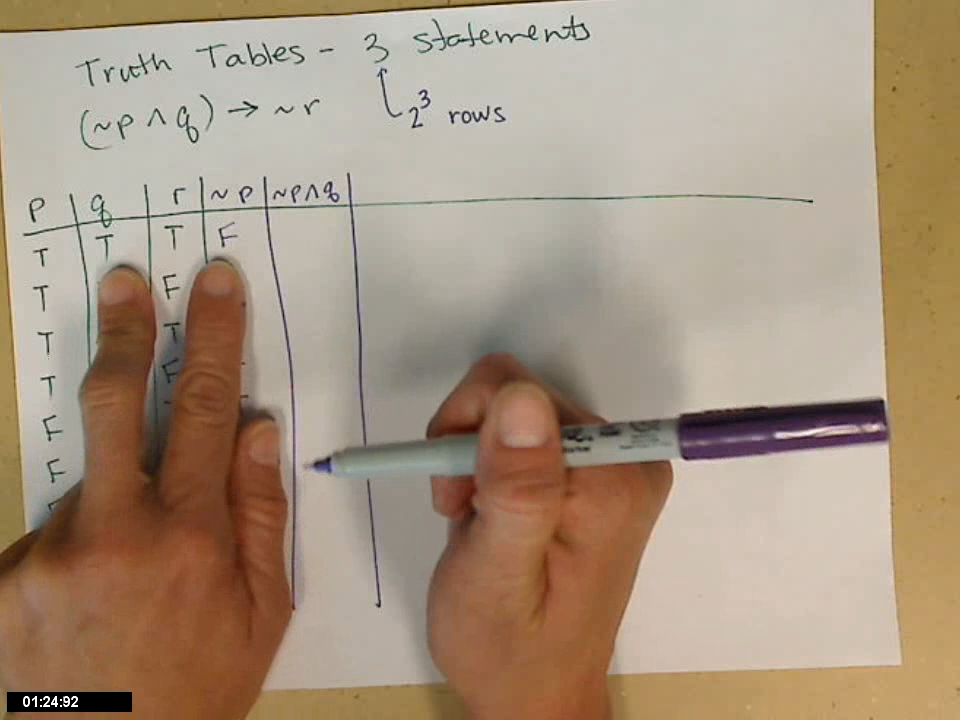 Truth Tables - 3 statements
(~p ∧ q) → ~r
2³ rows
p q r ~p ~p∧q
T T T F
T F
T T
T F
F
F
01:24:92